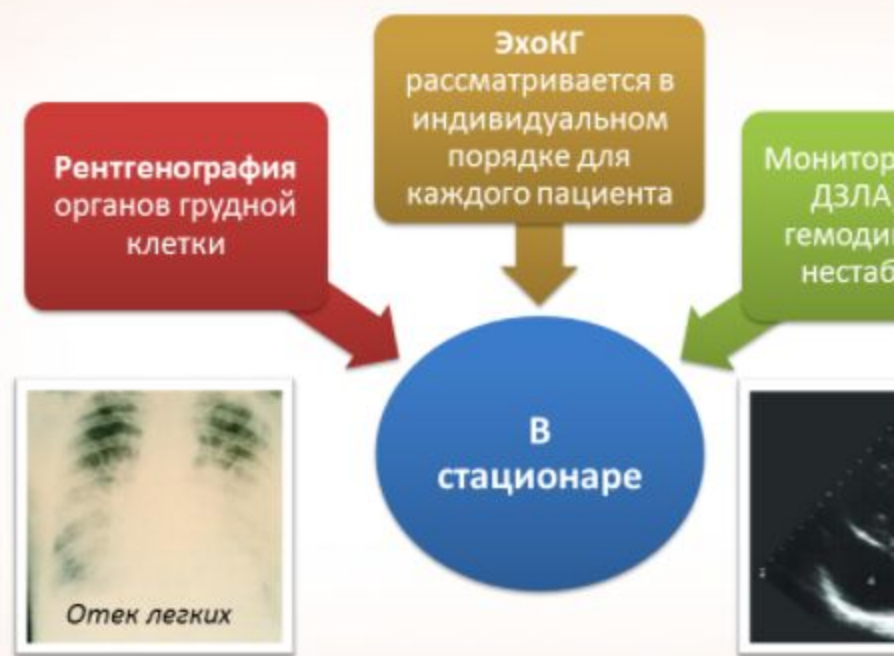 ЭхоКГ
рассматривается в
индивидуальном
порядке для
каждого пациента
Рентгенография
органов грудной
клетки
ДЗЛА
В
стационаре
Отек легких